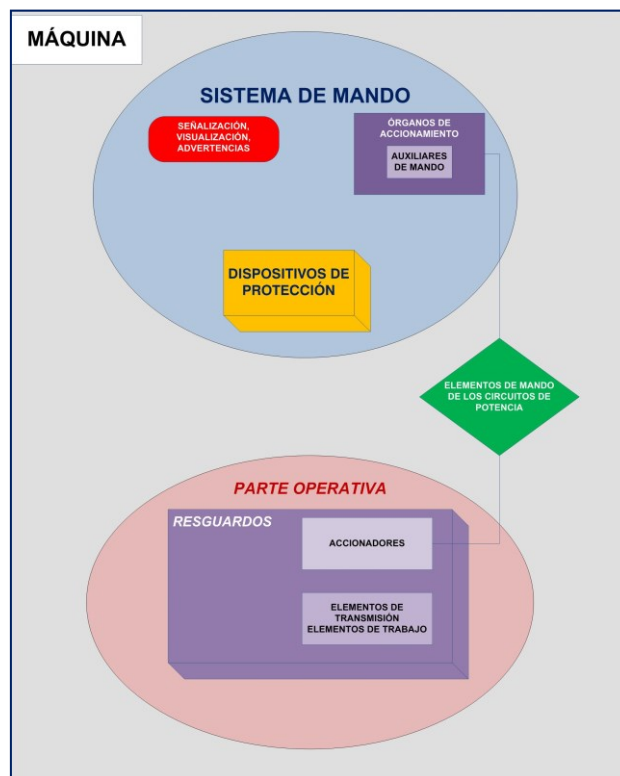 MÁQUINA
SISTEMA DE MANDO
SEÑALIZACIÓN,
VISUALIZACIÓN,
ADVERTENCIAS
ÓRGANOS DE
ACCIONAMIENTO
AUXILIARES
DE MANDO
DISPOSITIVOS DE
PROTECCIÓN
ELEMENTOS DE MANDO
DE LOS CIRCUITOS DE
POTENCIA
PARTE OPERATIVA
RESGUARDOS
ACCIONADORES
ELEMENTOS DE
TRANSMISIÓN
ELEMENTOS DE TRABAJO